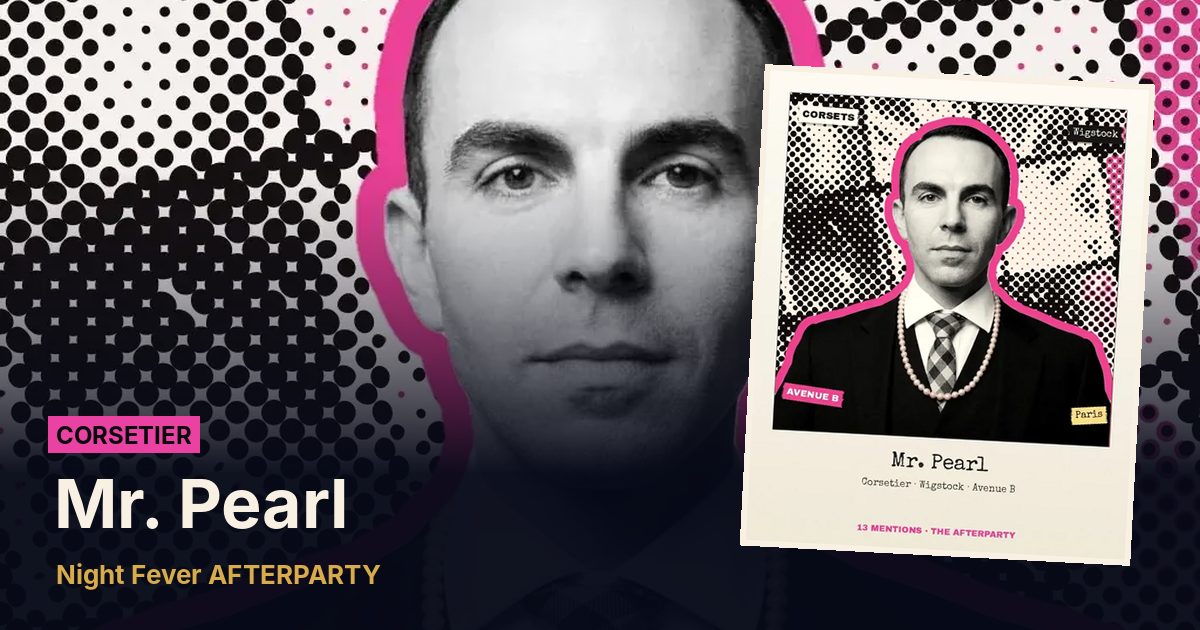 CORSETIER
Mr. Pearl
Night Fever AFTERPARTY
CORSETS
Wigstock
AVENUE B
Paris
Mr. Pearl
Corsetier · Wigstock · Avenue B
13 MENTIONS · THE AFTERPARTY